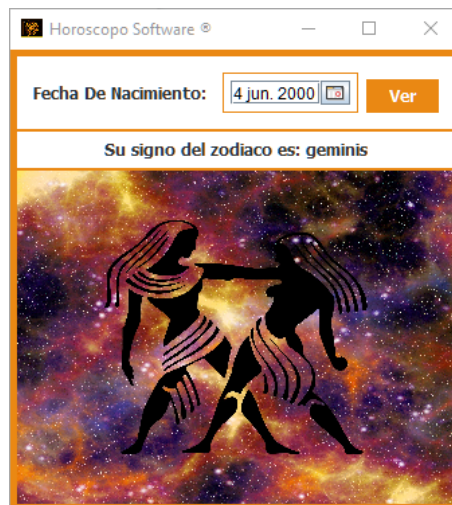 Horoscopo Software ®
Fecha De Nacimiento: 4 jun. 2000 Ver
Su signo del zodiaco es: geminis